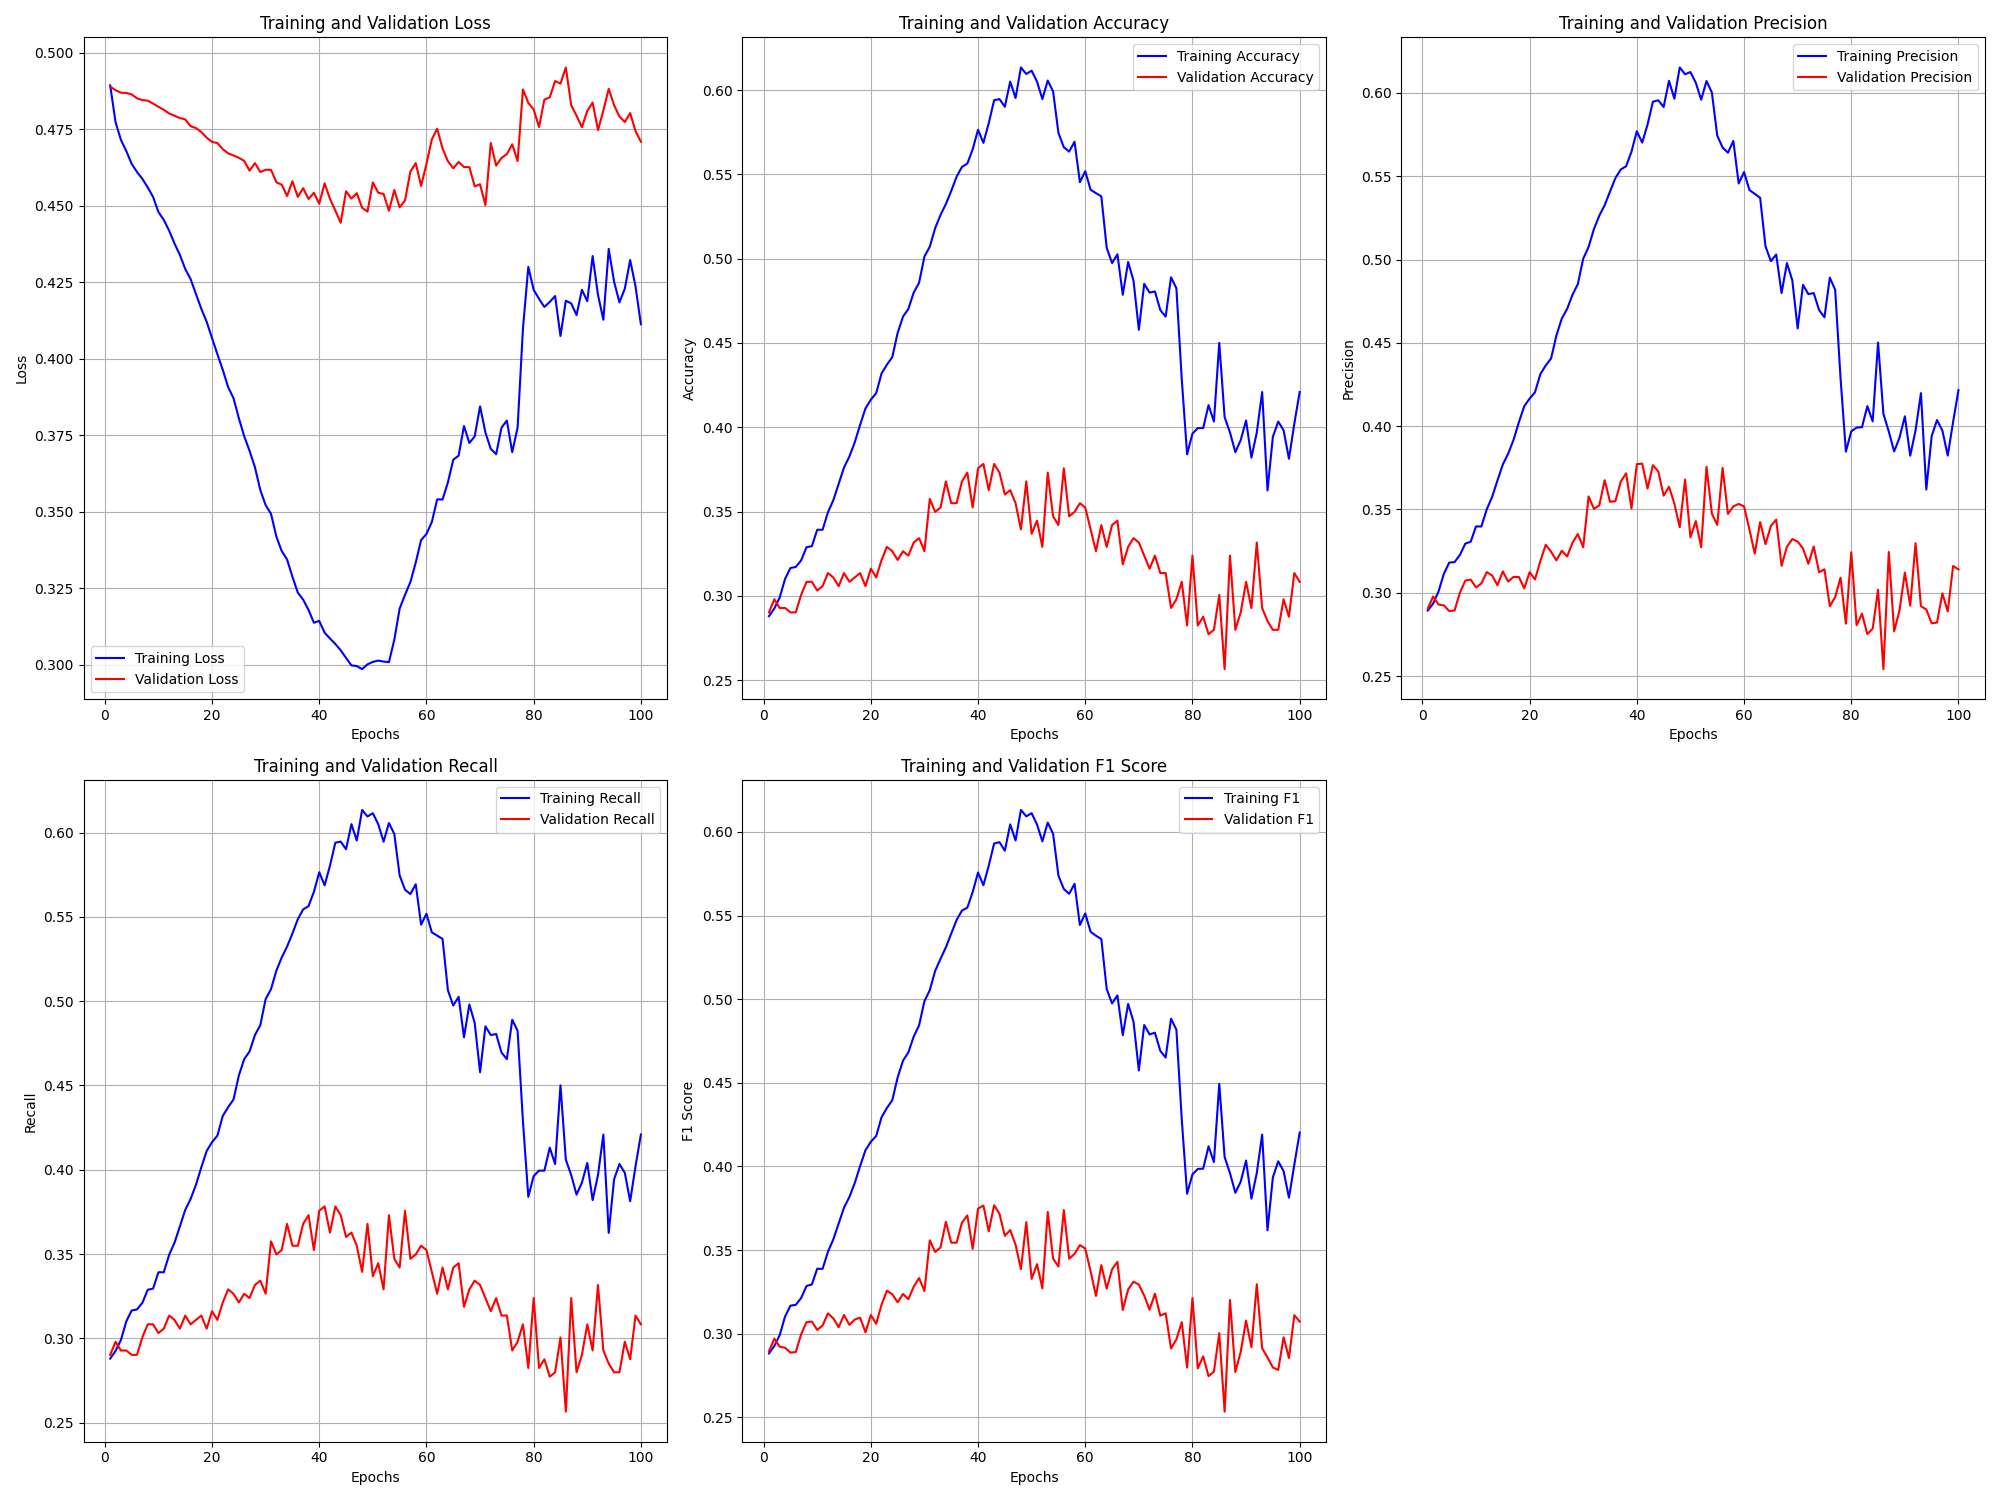 Training and Validation Loss
0.500
0.475
0.450
0.425
0.400
0.375
0.350
0.325
0.300
Loss
Training Loss
Validation Loss
0 20 40 60 80 100
Epochs
Training and Validation Accuracy
Training Accuracy
Validation Accuracy
0.60
0.55
0.50
0.45
0.40
0.35
0.30
0.25
Accuracy
0 20 40 60 80 100
Epochs
Training and Validation Precision
Training Precision
Validation Precision
0.60
0.55
0.50
0.45
0.40
0.35
0.30
0.25
Precision
0 20 40 60 80 100
Epochs
Training and Validation Recall
Training Recall
Validation Recall
0.60
0.55
0.50
0.45
0.40
0.35
0.30
0.25
Recall
0 20 40 60 80 100
Epochs
Training and Validation F1 Score
Training F1
Validation F1
0.60
0.55
0.50
0.45
0.40
0.35
0.30
0.25
F1 Score
0 20 40 60 80 100
Epochs